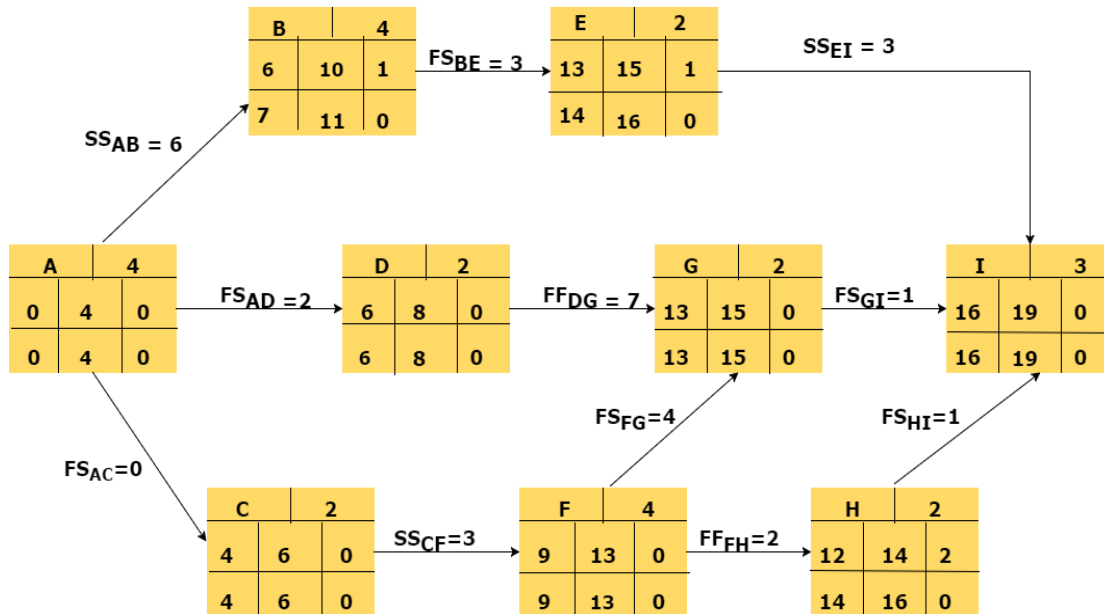 B 4
6 10 1
7 11 0
FSBE = 3
E 2
13 15 1
14 16 0
SSEI = 3
SSAB = 6
A 4
0 4 0
0 4 0
FSAD =2
D 2
6 8 0
6 8 0
FFDG = 7
G 2
13 15 0
13 15 0
FSGI=1
I 3
16 19 0
16 19 0
FSAC=0
FSFG=4
FSHI=1
C 2
4 6 0
4 6 0
SSCF=3
F 4
9 13 0
9 13 0
FFFH=2
H 2
12 14 2
14 16 0